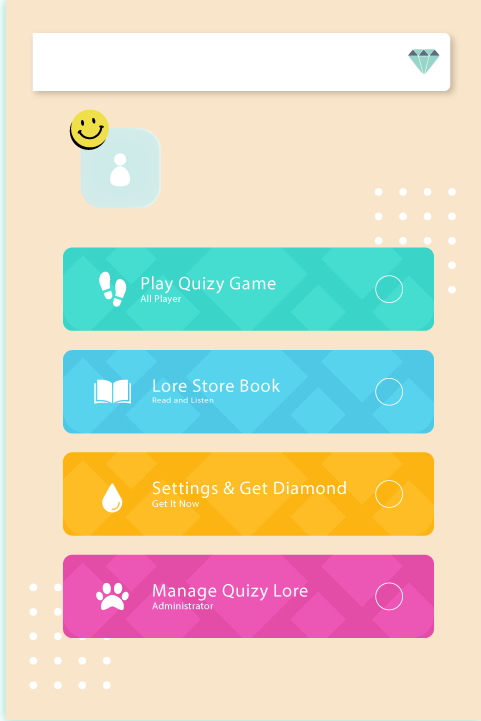 Play Quizy Game
All Player
Lore Store Book
Read and Listen
Settings & Get Diamond
Get It Now
Manage Quizy Lore
Administrator